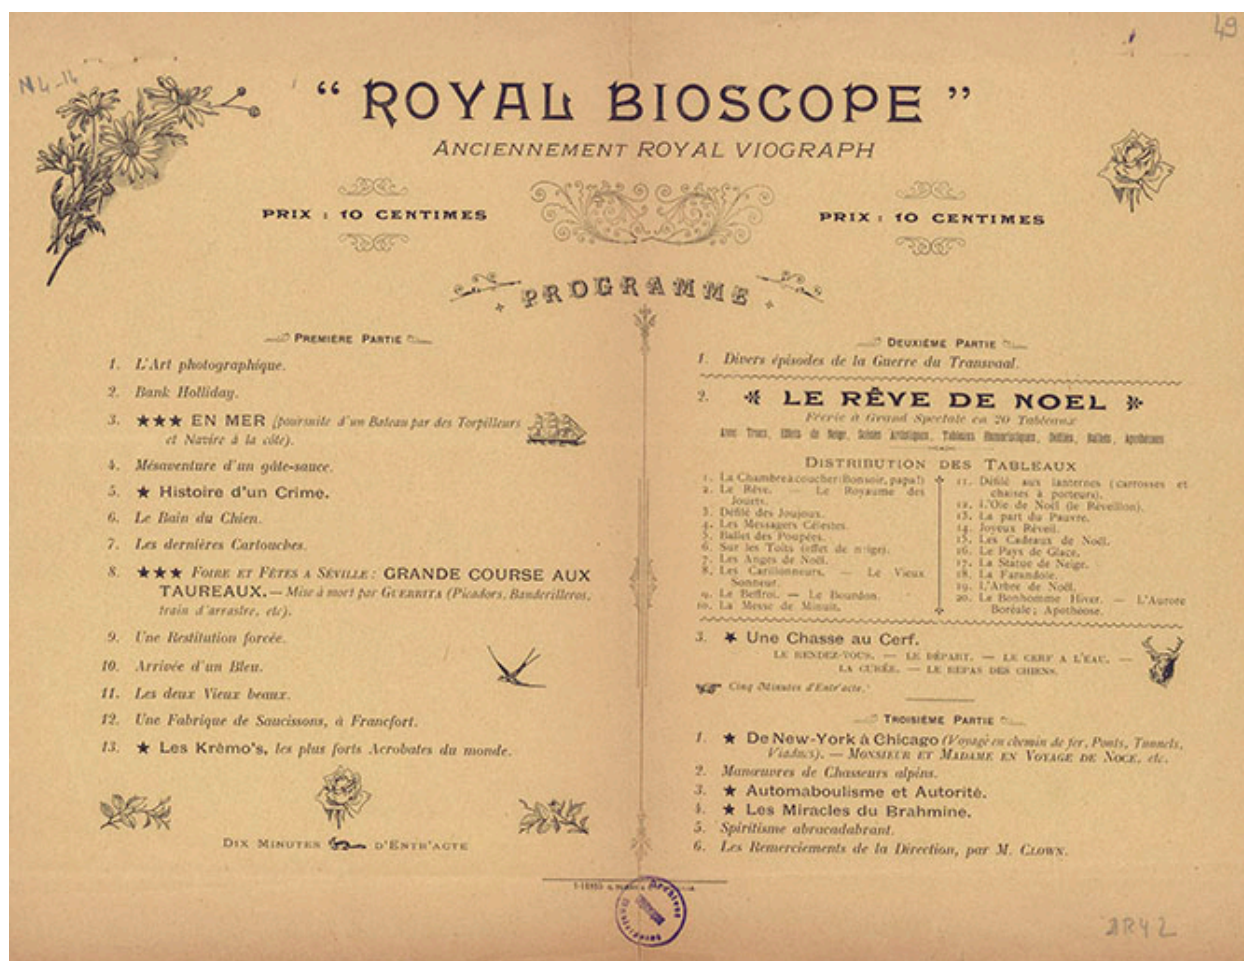 49
“ ROYAL BIOSCOPE ”
ANCIENNEMENT ROYAL VIOGRAPH
PRIX : 10 CENTIMES
PRIX : 10 CENTIMES
PROGRAMME
PREMIÈRE PARTIE
1. L'Art photographique.
2. Bank Holliday.
3. ★★★ EN MER (poursuite d'un Bateau par des Torpilleurs
et Navire à la côte).
4. Mésaventure d'un gâte-sauce.
5. ★ Histoire d'un Crime.
6. Le Bain du Chien.
7. Les dernières Cartouches.
8. ★★★ FOIRE ET FÊTES A SÉVILLE : GRANDE COURSE AUX
TAUREAUX. — Mise à mort par GUERRITA (Picadors, Banderilleros,
train d'arrastre, etc).
9. Une Restitution forcée.
10. Arrivée d'un Bleu.
11. Les deux Vieux beaux.
12. Une Fabrique de Saucissons, à Francfort.
13. ★ Les Krêmo's, les plus forts Acrobates du monde.
DIX MINUTES D'ENTR'ACTE
DEUXIÈME PARTIE
1. Divers épisodes de la Guerre du Transvaal.
2. LE RÊVE DE NOEL
Féerie à Grand Spectale en 20 Tableaux
Avec Trucs, Effets de Neige, Scènes Artistiques, Tableaux Humoristiques, Défilés, Ballets, Apothéoses
DISTRIBUTION DES TABLEAUX
1. La Chambre à coucher (Bonsoir, papa!)
2. Le Rêve. — Le Royaume des
Jouets.
3. Défilé des Joujoux.
4. Les Messagers Célestes.
5. Ballet des Poupées.
6. Sur les Toits (effet de neige).
7. Les Anges de Noël.
8. Les Carillonneurs. — Le Vieux
Sonneur.
9. Le Beffroi. — Le Bourdon.
10. La Messe de Minuit.
11. Défilé aux lanternes (carrosses et
chaises à porteurs).
12. L'Oie de Noël (le Réveillon).
13. La part du Pauvre.
14. Joyeux Réveil.
15. Les Cadeaux de Noël.
16. Le Pays de Glace.
17. La Statue de Neige.
18. La Farandole.
19. L'Arbre de Noël.
20. Le Bonhomme Hiver. — L'Aurore
Boréale; Apothéose.
3. ★ Une Chasse au Cerf.
LE RENDEZ-VOUS. — LE DÉPART. — LE CERF A L'EAU. —
LA CURÉE. — LE REPAS DES CHIENS.
Cinq Minutes d'Entr'acte.
TROISIÈME PARTIE
1. ★ De New-York à Chicago (Voyage en chemin de fer, Ponts, Tunnels,
Viaducs). — MONSIEUR ET MADAME EN VOYAGE DE NOCE, etc.
2. Manœuvres de Chasseurs alpins.
3. ★ Automaboulisme et Autorité.
4. ★ Les Miracles du Brahmine.
5. Spiritisme abracadabrant.
6. Les Remerciements de la Direction, par M. CLOWN.
Archives